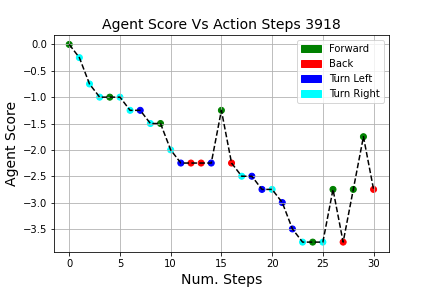 Agent Score Vs Action Steps 3918
Forward
Back
Turn Left
Turn Right
Agent Score
0.0
−0.5
−1.0
−1.5
−2.0
−2.5
−3.0
−3.5
0 5 10 15 20 25 30
Num. Steps